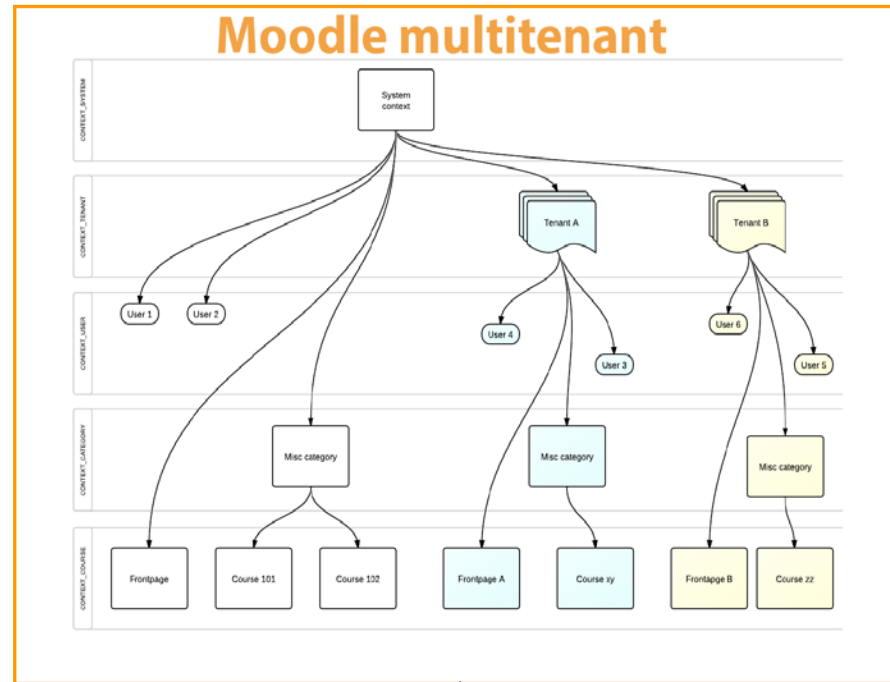 Moodle multitenant
CONTEXT_SYSTEM
System
context
CONTEXT_TENANT
Tenant A
Tenant B
CONTEXT_USER
User 1
User 2
User 4
User 3
User 6
User 5
CONTEXT_CATEGORY
Misc category
Misc category
Misc category
CONTEXT_COURSE
Frontpage
Course 101
Course 102
Frontpage A
Course xy
Frontapge B
Course zz